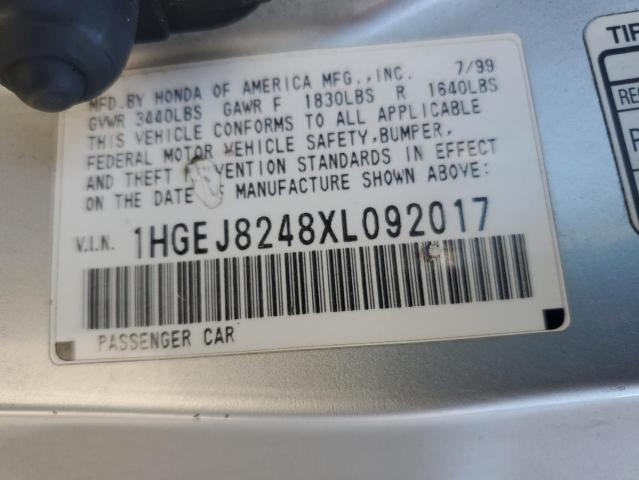 MFD.BY HONDA OF AMERICA MFG.,INC. 7/99
GVWR 3440LBS GAWR F 1830LBS R 1640LBS
THIS VEHICLE CONFORMS TO ALL APPLICABLE
FEDERAL MOTOR VEHICLE SAFETY,BUMPER,
AND THEFT PREVENTION STANDARDS IN EFFECT
ON THE DATE OF MANUFACTURE SHOWN ABOVE:
V.I.N. 1HGEJ8248XL092017
PASSENGER CAR